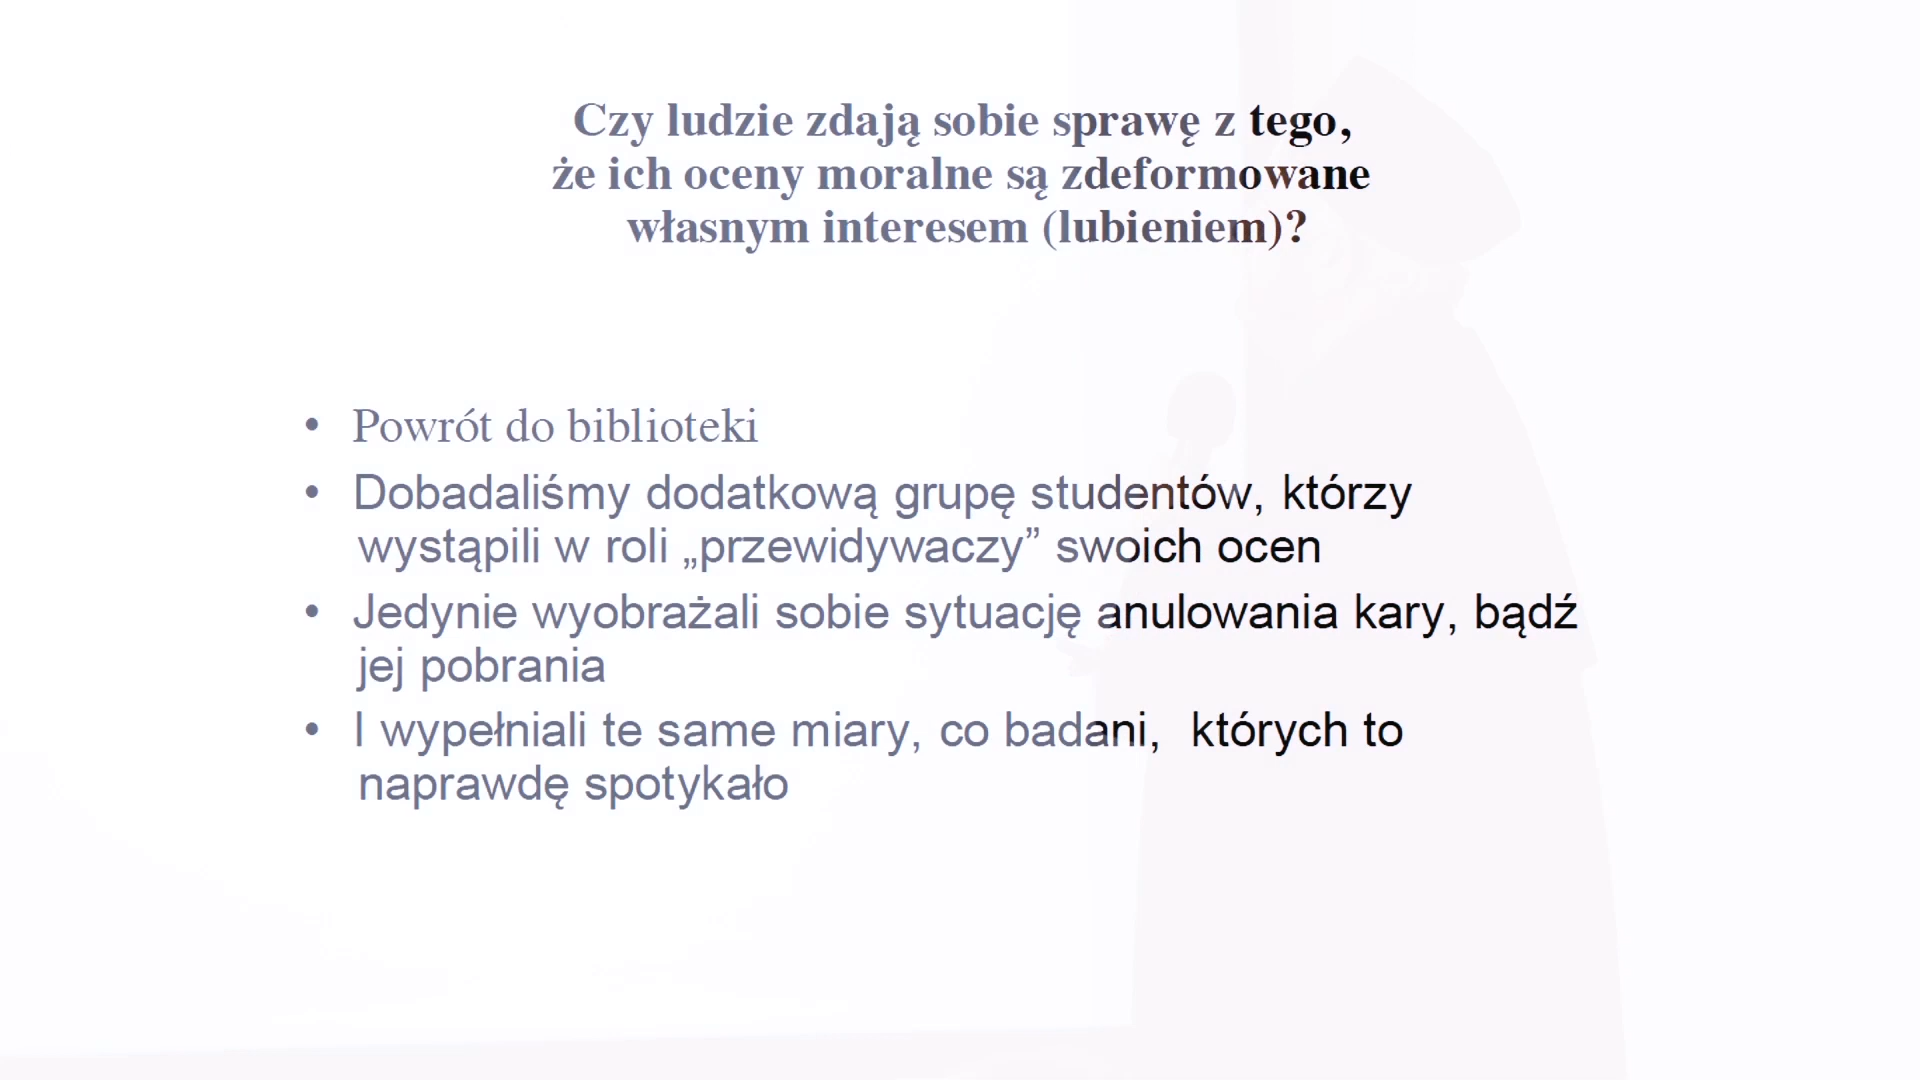 Czy ludzie zdają sobie sprawę z tego,
że ich oceny moralne są zdeformowane
własnym interesem (lubieniem)?
• Powrót do biblioteki
• Dobadaliśmy dodatkową grupę studentów, którzy
wystąpili w roli „przewidywaczy” swoich ocen
• Jedynie wyobrażali sobie sytuację anulowania kary, bądź
jej pobrania
• I wypełniali te same miary, co badani, których to
naprawdę spotykało